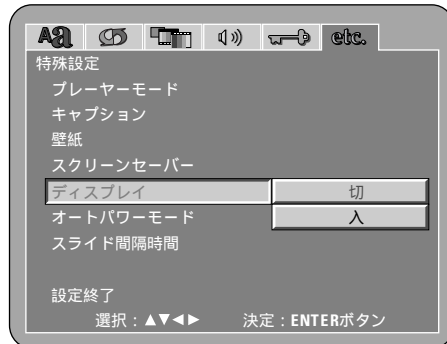 Aa etc.
特殊設定
プレーヤーモード
キャプション
壁紙
スクリーンセーバー
ディスプレイ 切
オートパワーモード 入
スライド間隔時間
設定終了
選択：▲▼◀▶ 決定：ENTERボタン